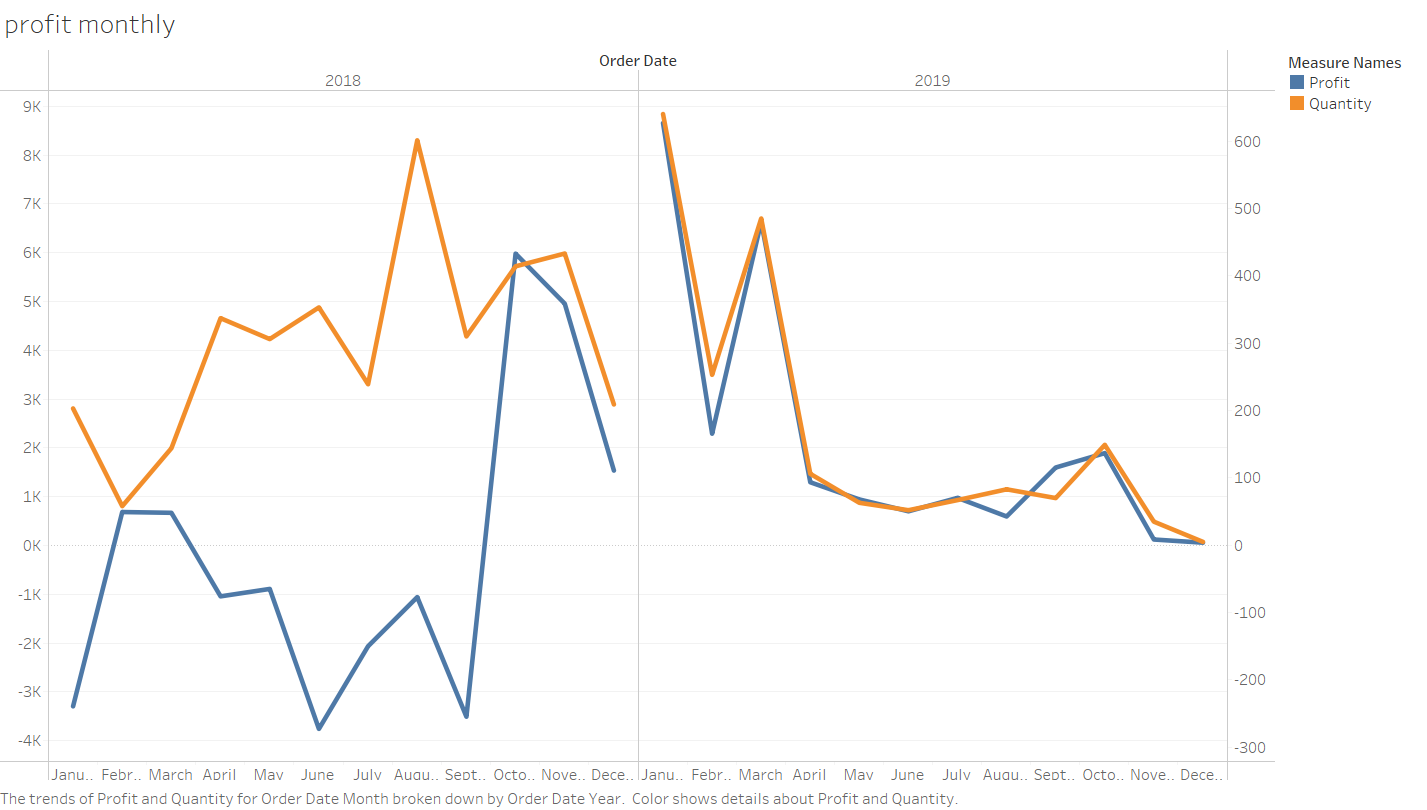 profit monthly
Order Date
2018 2019
Measure Names
Profit
Quantity
9K
8K
7K
6K
5K
4K
3K
2K
1K
0K
-1K
-2K
-3K
-4K
600
500
400
300
200
100
0
-100
-200
-300
Janu.. Febr.. March April May June July Augu.. Sept.. Octo.. Nove.. Dece.. Janu.. Febr.. March April May June July Augu.. Sept.. Octo.. Nove.. Dece..
The trends of Profit and Quantity for Order Date Month broken down by Order Date Year. Color shows details about Profit and Quantity.